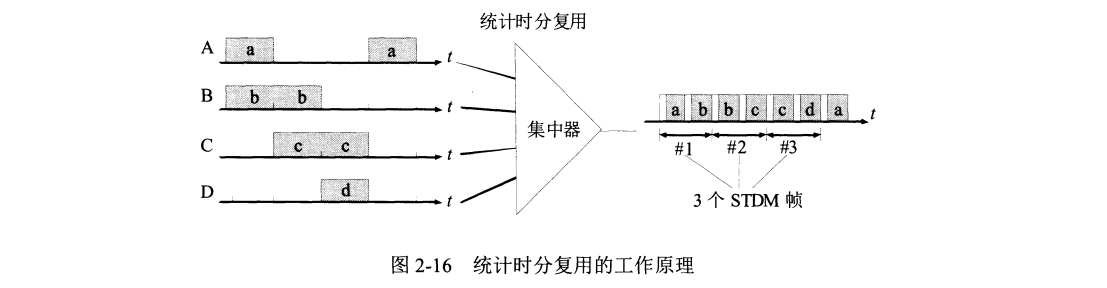 统计时分复用
A a a t
B b b t
C c c t
D d t
集中器
a b b c c d a t
#1 #2 #3
3 个 STDM 帧
图 2-16 统计时分复用的工作原理